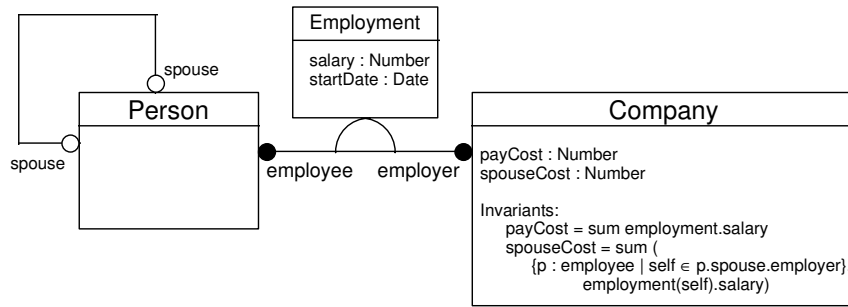 Employment
salary : Number
startDate : Date
spouse
Person
spouse
employee
employer
Company
payCost : Number
spouseCost : Number
Invariants:
payCost = sum employment.salary
spouseCost = sum (
{p : employee | self ∈ p.spouse.employer}.
employment(self).salary)